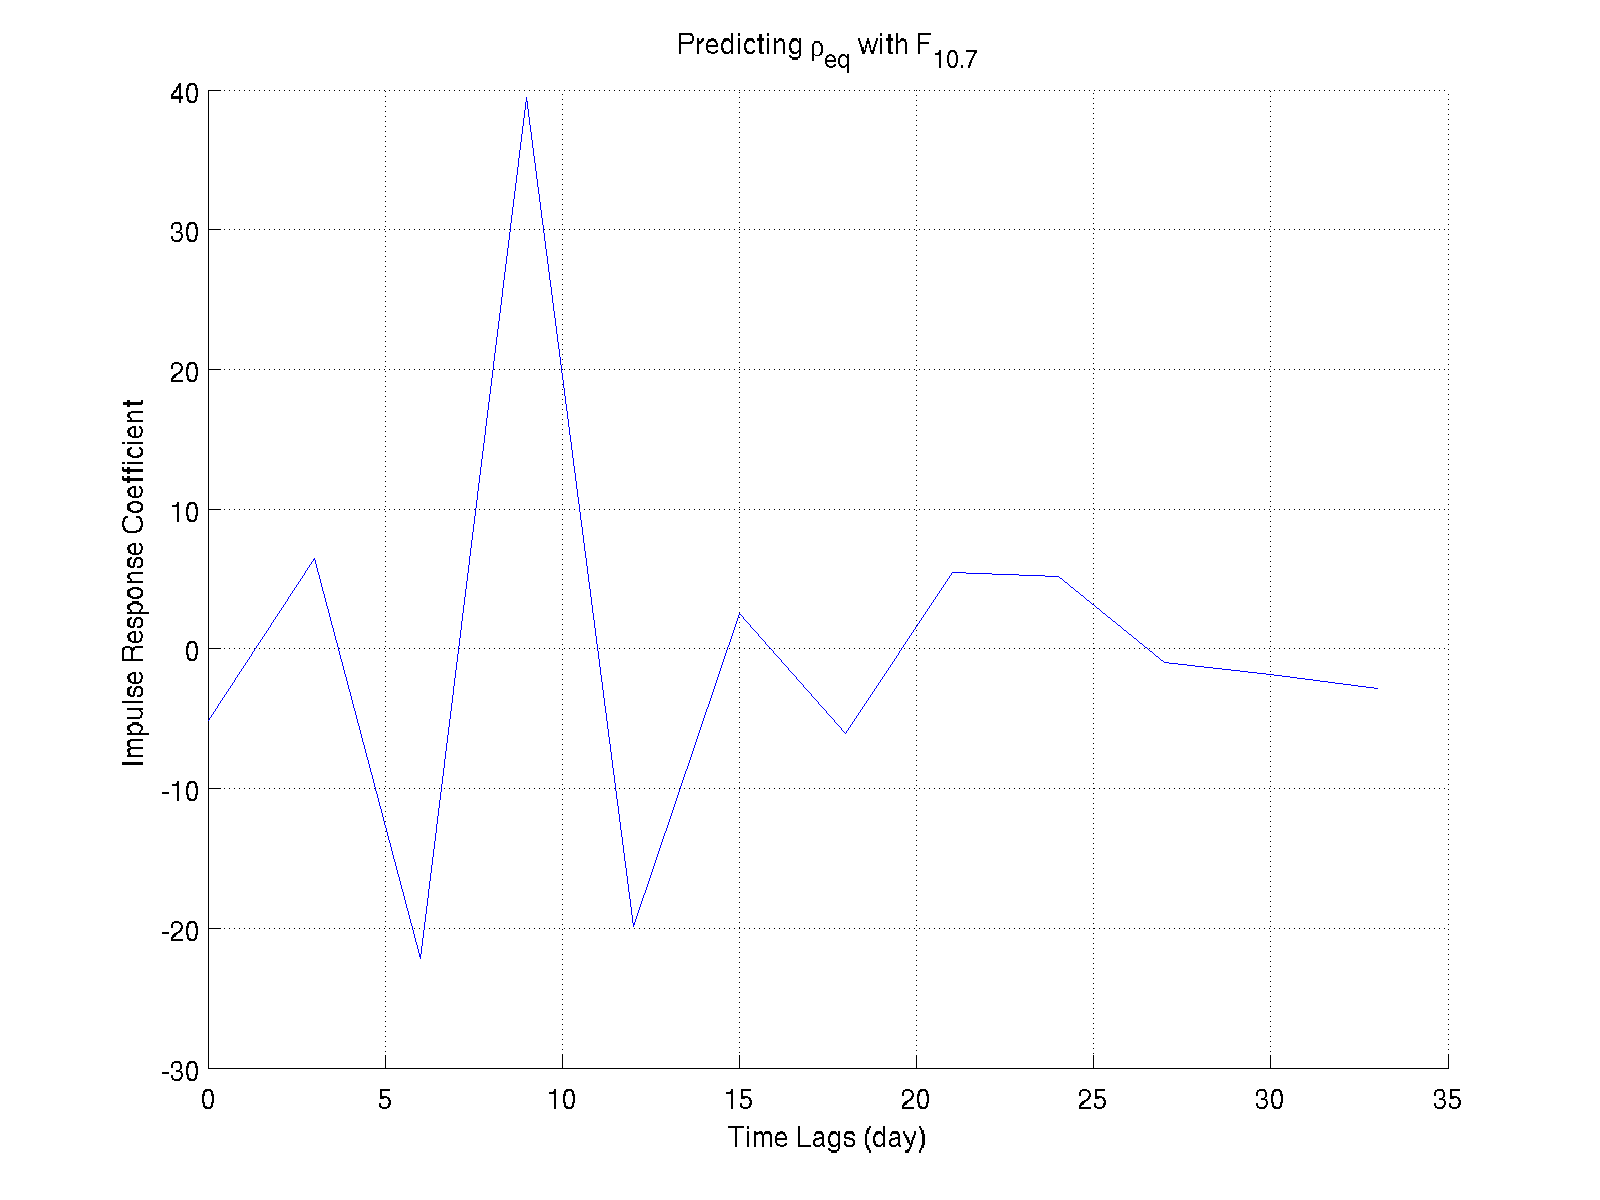 Predicting ρeq with F10.7
40
30
20
10
0
-10
-20
-30
Impulse Response Coefficient
0 5 10 15 20 25 30 35
Time Lags (day)